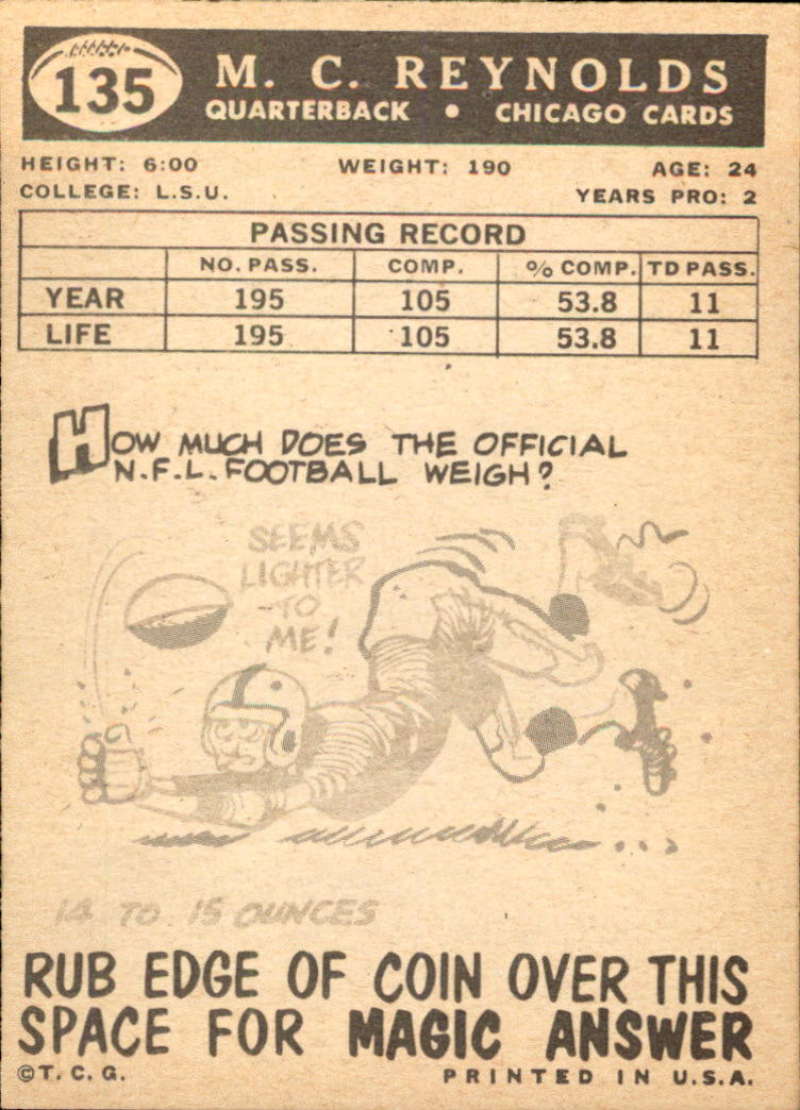 135
M. C. REYNOLDS
QUARTERBACK • CHICAGO CARDS
HEIGHT: 6:00 WEIGHT: 190 AGE: 24
COLLEGE: L.S.U. YEARS PRO: 2
PASSING RECORD
NO. PASS. COMP. % COMP. TD PASS.
YEAR 195 105 53.8 11
LIFE 195 105 53.8 11
HOW MUCH DOES THE OFFICIAL
N.F.L. FOOTBALL WEIGH?
SEEMS
LIGHTER
TO
ME!
14 TO 15 OUNCES
RUB EDGE OF COIN OVER THIS
SPACE FOR MAGIC ANSWER
©T. C. G. PRINTED IN U.S.A.